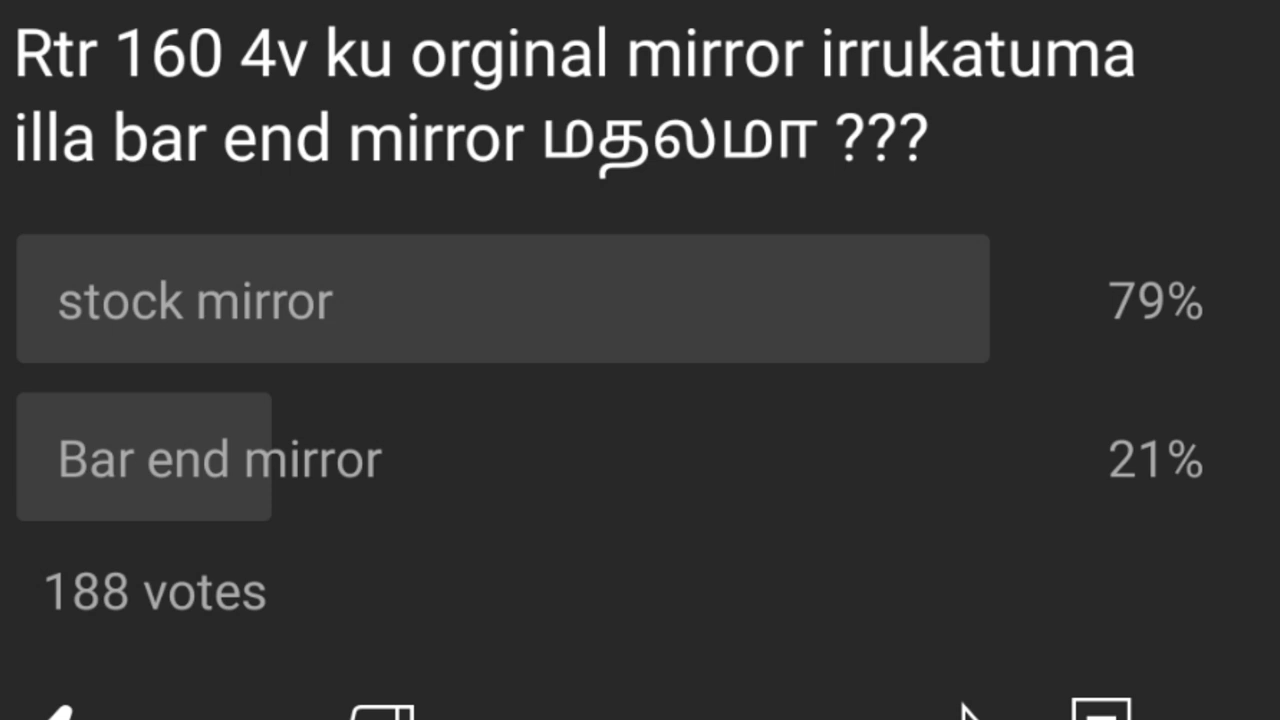 Rtr 160 4v ku orginal mirror irrukatuma
illa bar end mirror மதலமா ???
stock mirror 79%
Bar end mirror 21%
188 votes